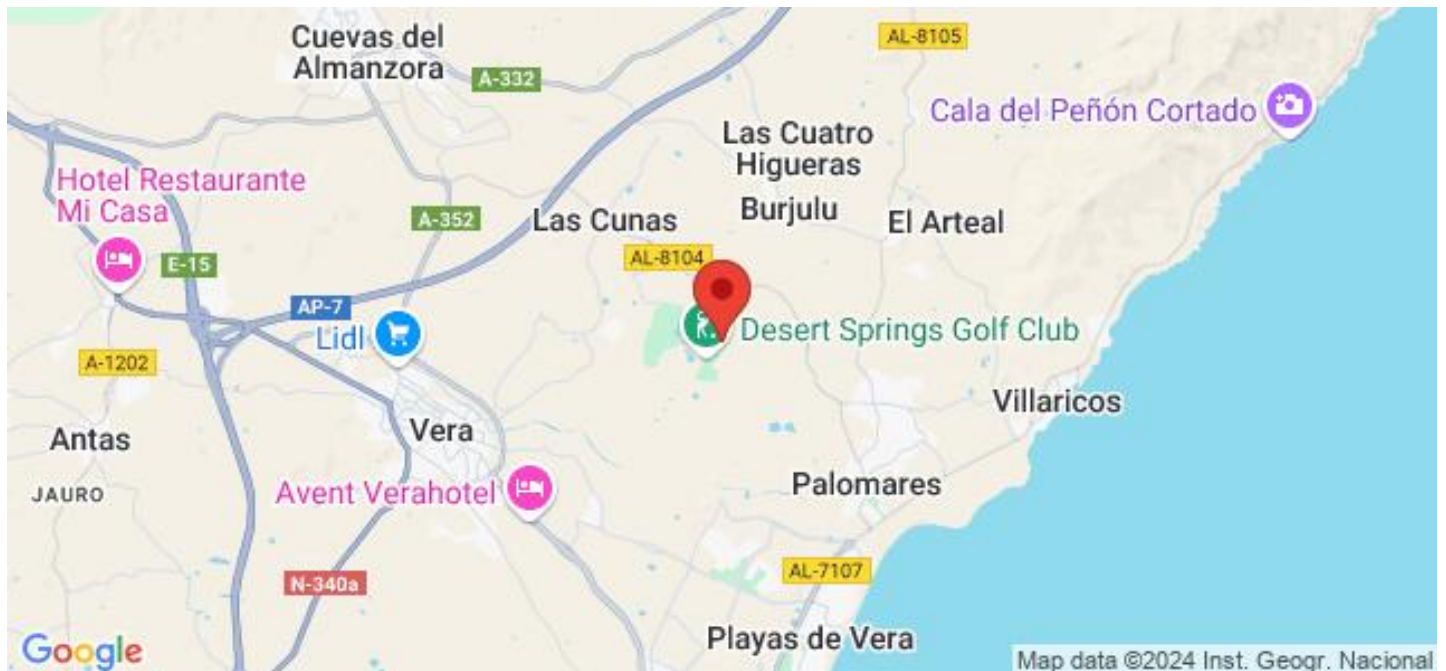 Cuevas del
Almanzora
AL-8105
A-332
Cala del Peñón Cortado
Las Cuatro
Higueras
Hotel Restaurante
Mi Casa
A-352
Las Cunas
Burjulu
El Arteal
AL-8104
E-15
AP-7
Lidl
Desert Springs Golf Club
A-1202
Villaricos
Antas
Vera
JAURO
Avent Verahotel
Palomares
N-340a
AL-7107
Playas de Vera
Google
Map data ©2024 Inst. Geogr. Nacional